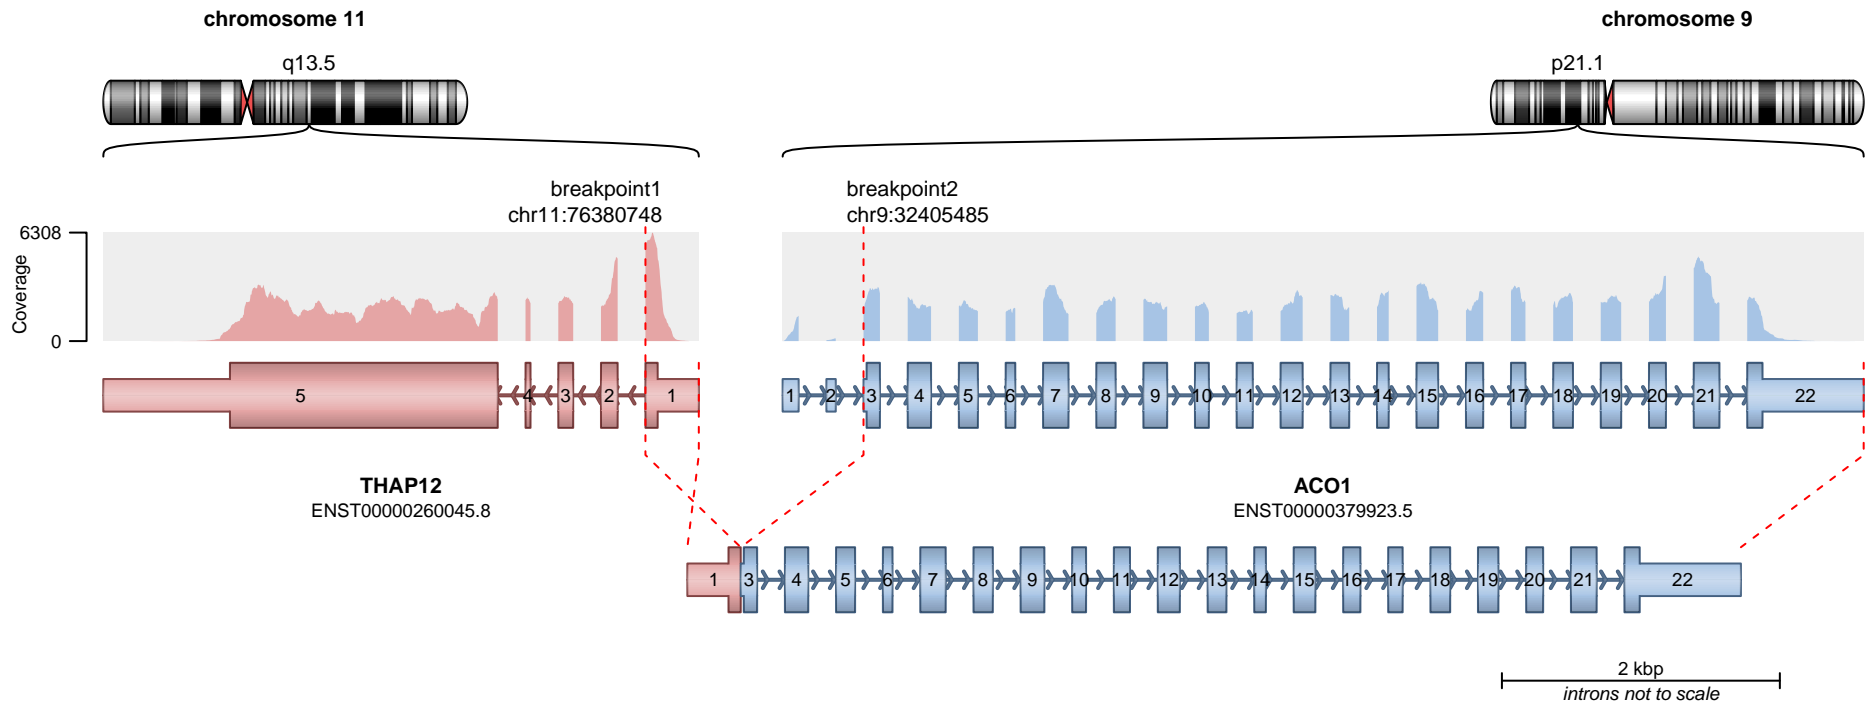 chromosome 11
chromosome 9
q13.5
p21.1
breakpoint1
chr11:76380748
breakpoint2
chr9:32405485
6308
Coverage
0
5 4 3 2 1
1 2 3 4 5 6 7 8 9 10 11 12 13 14 15 16 17 18 19 20 21 22
THAP12
ENST00000260045.8
ACO1
ENST00000379923.5
1 3 4 5 6 7 8 9 10 11 12 13 14 15 16 17 18 19 20 21 22
2 kbp
introns not to scale